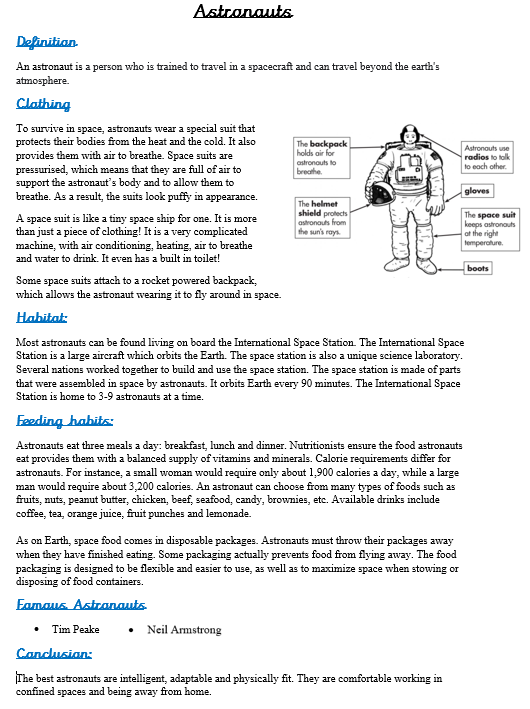 Astronauts
Definition
An astronaut is a person who is trained to travel in a spacecraft and can travel beyond the earth's
atmosphere.
Clothing
To survive in space, astronauts wear a special suit that
protects their bodies from the heat and the cold. It also
provides them with air to breathe. Space suits are
pressurised, which means that they are full of air to
support the astronaut's body and to allow them to
breathe. As a result, the suits look puffy in appearance.
A space suit is like a tiny space ship for one. It is more
than just a piece of clothing! It is a very complicated
machine, with air conditioning, heating, air to breathe
and water to drink. It even has a built in toilet!
Some space suits attach to a rocket powered backpack,
which allows the astronaut wearing it to fly around in space.
The backpack
holds air for
astronauts to
breathe.
The helmet
shield protects
astronauts from
the sun's rays.
Astronauts use
radios to talk
to each other.
gloves
The space suit
keeps astronauts
at the right
temperature.
boots
Habitat:
Most astronauts can be found living on board the International Space Station. The International Space
Station is a large aircraft which orbits the Earth. The space station is also a unique science laboratory.
Several nations worked together to build and use the space station. The space station is made of parts
that were assembled in space by astronauts. It orbits Earth every 90 minutes. The International Space
Station is home to 3-9 astronauts at a time.
Feeding habits:
Astronauts eat three meals a day: breakfast, lunch and dinner. Nutritionists ensure the food astronauts
eat provides them with a balanced supply of vitamins and minerals. Calorie requirements differ for
astronauts. For instance, a small woman would require only about 1,900 calories a day, while a large
man would require about 3,200 calories. An astronaut can choose from many types of foods such as
fruits, nuts, peanut butter, chicken, beef, seafood, candy, brownies, etc. Available drinks include
coffee, tea, orange juice, fruit punches and lemonade.
As on Earth, space food comes in disposable packages. Astronauts must throw their packages away
when they have finished eating. Some packaging actually prevents food from flying away. The food
packaging is designed to be flexible and easier to use, as well as to maximize space when stowing or
disposing of food containers.
Famous Astronauts
• Tim Peake • Neil Armstrong
Conclusion:
The best astronauts are intelligent, adaptable and physically fit. They are comfortable working in
confined spaces and being away from home.